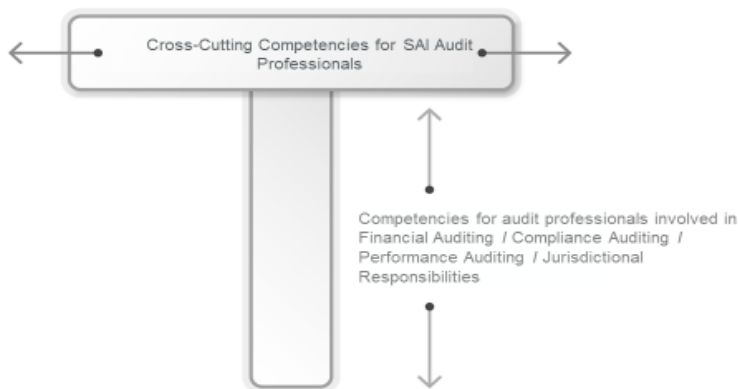 Cross-Cutting Competencies for SAI Audit
Professionals
Competencies for audit professionals involved in
Financial Auditing / Compliance Auditing /
Performance Auditing / Jurisdictional
Responsibilities